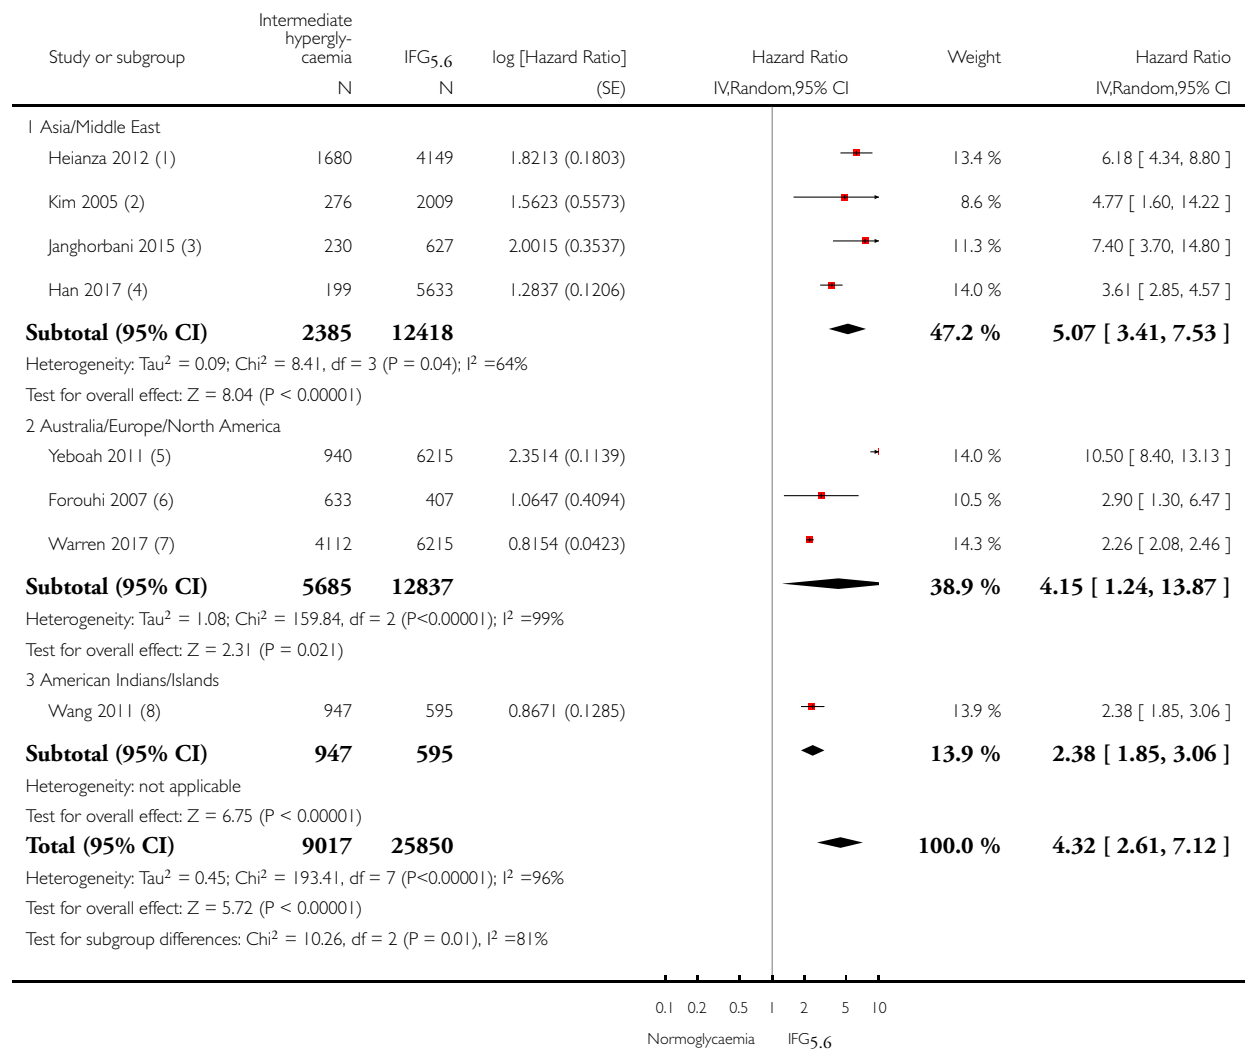 Intermediate
hypergly-
Study or subgroup caemia IFG5.6 log [Hazard Ratio] Hazard Ratio Weight Hazard Ratio
N N (SE) IV,Random,95% CI IV,Random,95% CI
1 Asia/Middle East
Heianza 2012 (1) 1680 4149 1.8213 (0.1803) 13.4 % 6.18 [ 4.34, 8.80 ]
Kim 2005 (2) 276 2009 1.5623 (0.5573) 8.6 % 4.77 [ 1.60, 14.22 ]
Janghorbani 2015 (3) 230 627 2.0015 (0.3537) 11.3 % 7.40 [ 3.70, 14.80 ]
Han 2017 (4) 199 5633 1.2837 (0.1206) 14.0 % 3.61 [ 2.85, 4.57 ]
Subtotal (95% CI) 2385 12418 47.2 % 5.07 [ 3.41, 7.53 ]
Heterogeneity: Tau² = 0.09; Chi² = 8.41, df = 3 (P = 0.04); I² =64%
Test for overall effect: Z = 8.04 (P < 0.00001)
2 Australia/Europe/North America
Yeboah 2011 (5) 940 6215 2.3514 (0.1139) 14.0 % 10.50 [ 8.40, 13.13 ]
Forouhi 2007 (6) 633 407 1.0647 (0.4094) 10.5 % 2.90 [ 1.30, 6.47 ]
Warren 2017 (7) 4112 6215 0.8154 (0.0423) 14.3 % 2.26 [ 2.08, 2.46 ]
Subtotal (95% CI) 5685 12837 38.9 % 4.15 [ 1.24, 13.87 ]
Heterogeneity: Tau² = 1.08; Chi² = 159.84, df = 2 (P<0.00001); I² =99%
Test for overall effect: Z = 2.31 (P = 0.021)
3 American Indians/Islands
Wang 2011 (8) 947 595 0.8671 (0.1285) 13.9 % 2.38 [ 1.85, 3.06 ]
Subtotal (95% CI) 947 595 13.9 % 2.38 [ 1.85, 3.06 ]
Heterogeneity: not applicable
Test for overall effect: Z = 6.75 (P < 0.00001)
Total (95% CI) 9017 25850 100.0 % 4.32 [ 2.61, 7.12 ]
Heterogeneity: Tau² = 0.45; Chi² = 193.41, df = 7 (P<0.00001); I² =96%
Test for overall effect: Z = 5.72 (P < 0.00001)
Test for subgroup differences: Chi² = 10.26, df = 2 (P = 0.01), I² =81%
0.1 0.2 0.5 1 2 5 10
Normoglycaemia IFG5.6